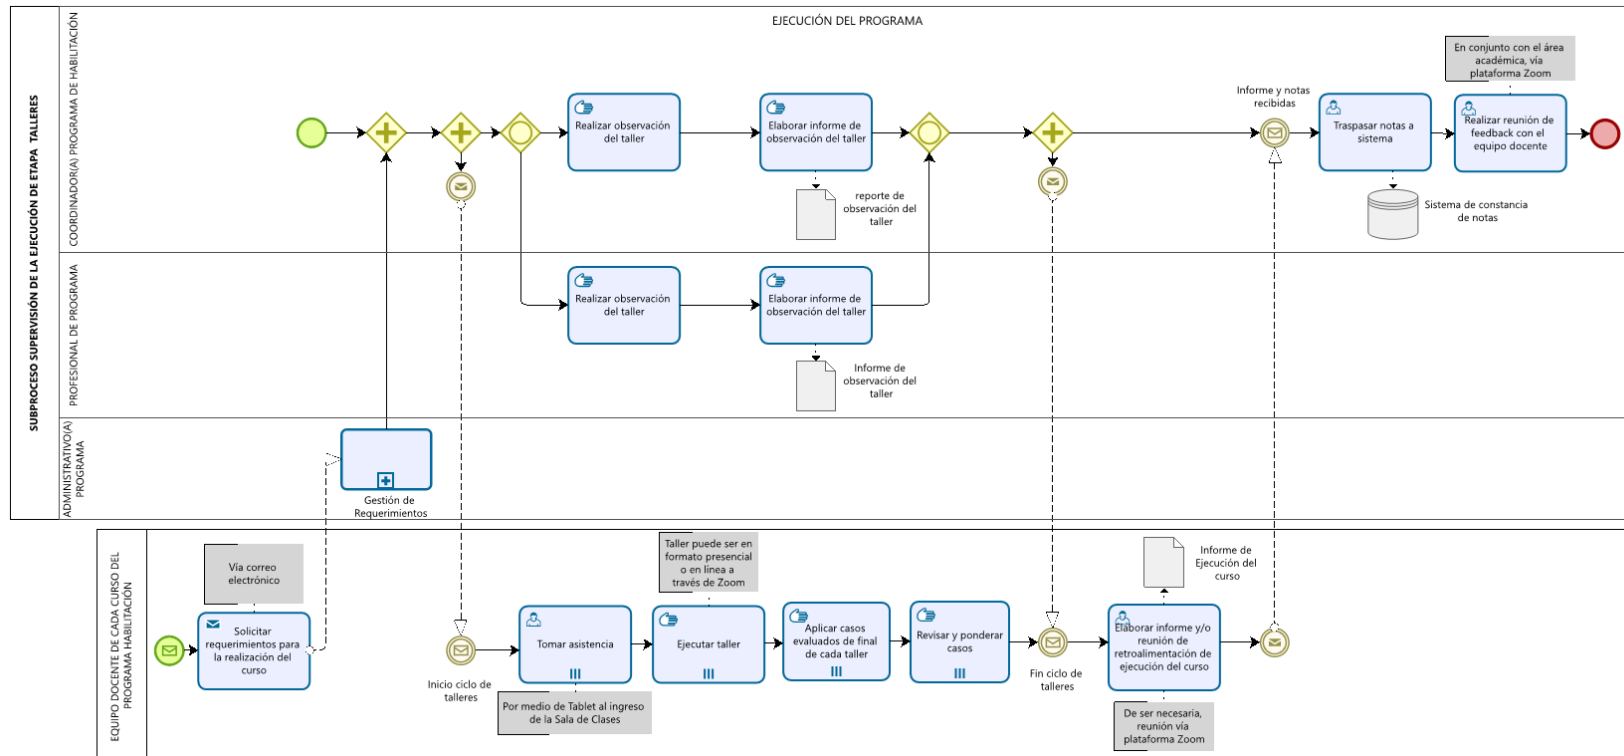 EJECUCIÓN DEL PROGRAMA
SUBPROCESO SUPERVISIÓN DE LA EJECUCIÓN DE ETAPA TALLERES
COORDINADOR(A) PROGRAMA DE HABILITACIÓN
Realizar observación
del taller
Elaborar informe de
observación del taller
reporte de
observación del
taller
Informe y notas
recibidas
Traspasar notas a
sistema
Sistema de constancia
de notas
En conjunto con el área
académica, vía
plataforma Zoom
Realizar reunión de
feedback con el
equipo docente
PROFESIONAL DE PROGRAMA
Realizar observación
del taller
Elaborar informe de
observación del taller
Informe de
observación del
taller
ADMINISTRATIVO(A)
PROGRAMA
Gestión de
Requerimientos
EQUIPO DOCENTE DE CADA CURSO DEL
PROGRAMA HABILITACIÓN
Vía correo
electrónico
Solicitar
requerimientos para
la realización del
curso
Inicio ciclo de
talleres
Tomar asistencia
Por medio de Tablet al ingreso
de la Sala de Clases
Taller puede ser en
formato presencial
o en línea a
través de Zoom
Ejecutar taller
Aplicar casos
evaluados de final
de cada taller
Revisar y ponderar
casos
Fin ciclo de
talleres
Informe de
Ejecución del
curso
Elaborar informe y/o
reunión de
retroalimentación de
ejecución del curso
De ser necesaria,
reunión vía
plataforma Zoom